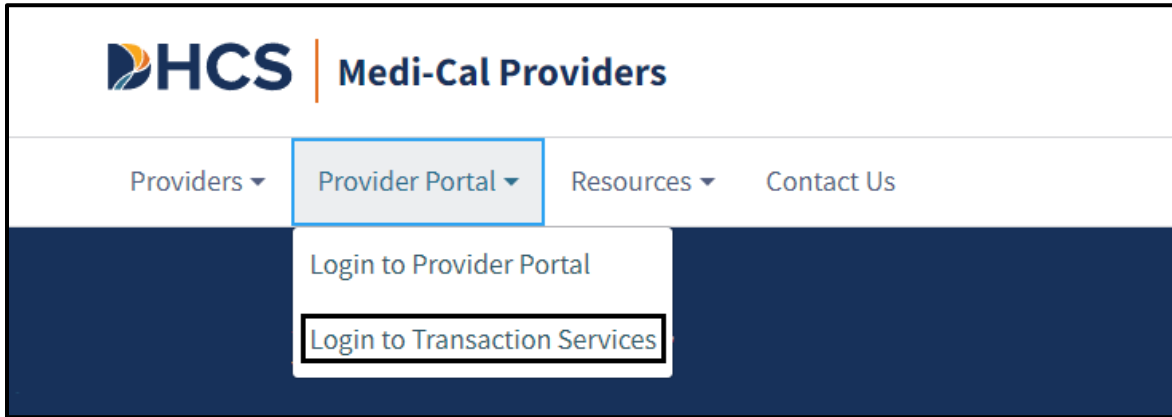 DHCS
Medi-Cal Providers
Providers
Provider Portal
Resources
Contact Us
Login to Provider Portal
Login to Transaction Services